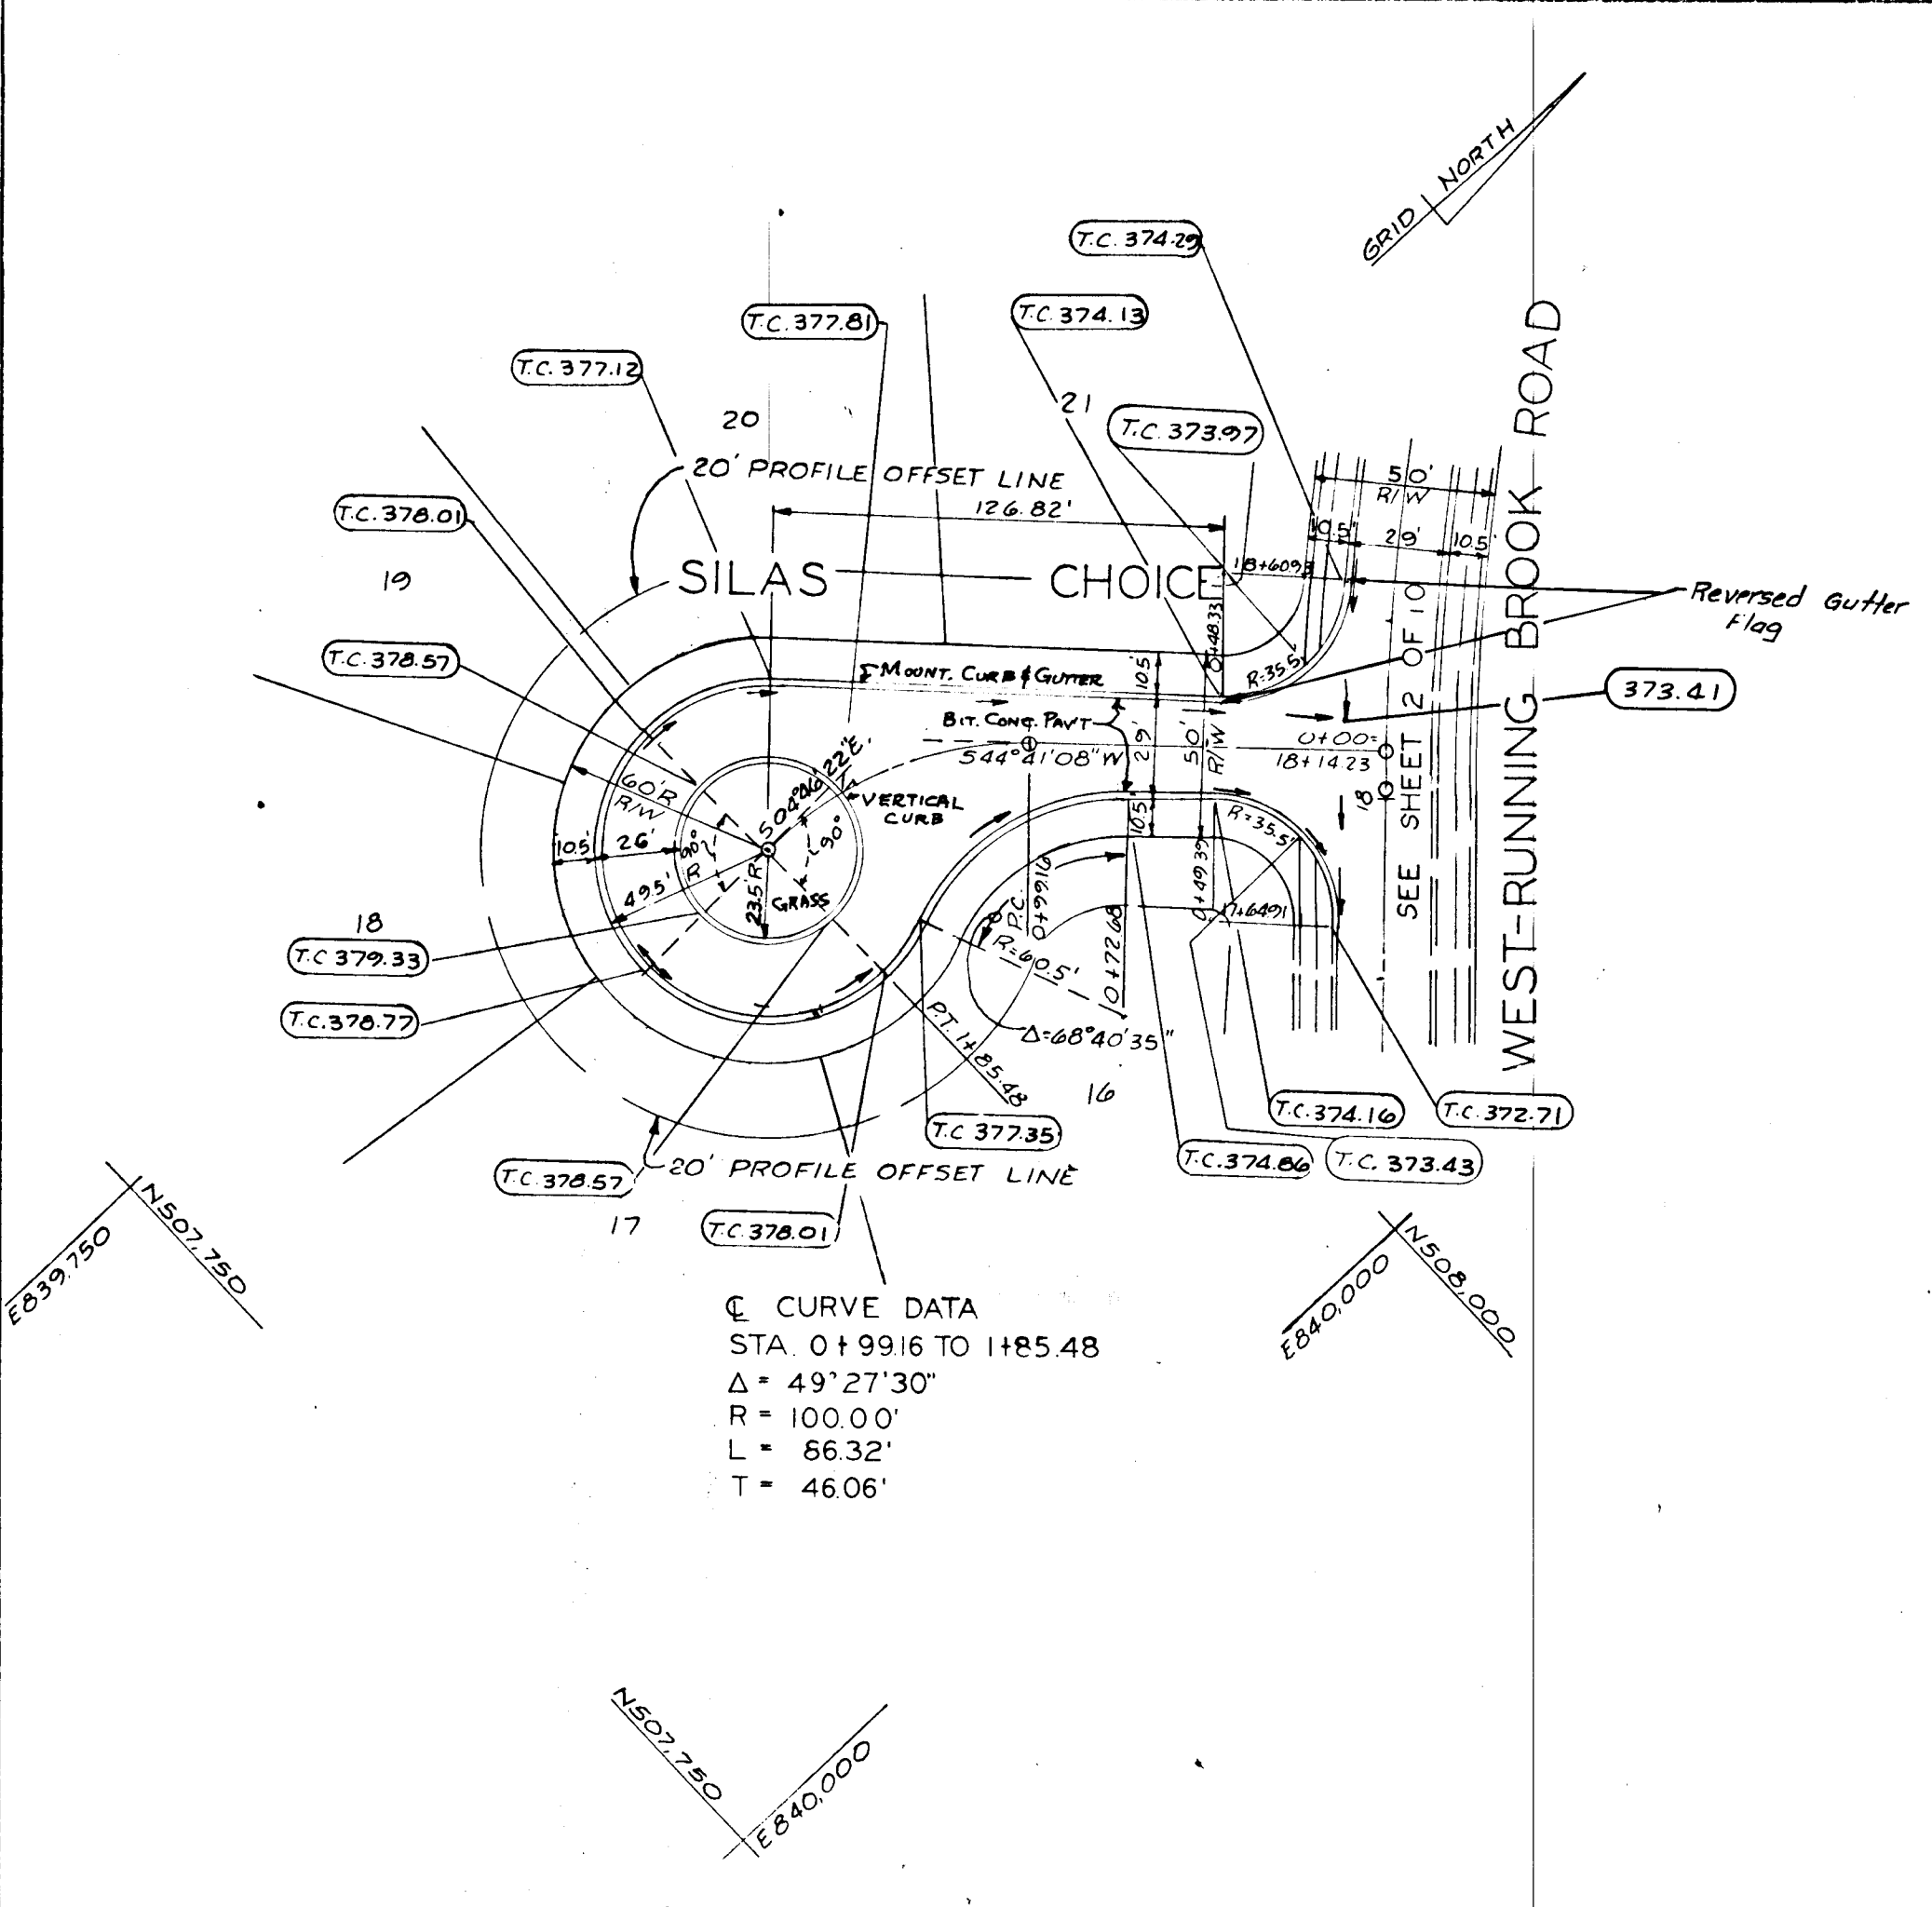 GRID NORTH
T.C. 374.29
T.C. 377.81
T.C. 374.13
T.C. 377.12
20
21
T.C. 373.97
20' PROFILE OFFSET LINE
126.82'
T.C. 378.01
50'
R/W
10.5'
29'
10.5'
19
SILAS CHOICE
18+60.93
Reversed Gutter
Flag
0+48.33
T.C. 378.57
MOUNT. CURB & GUTTER
10.5'
R=35.5'
373.41
BIT. CONC. PAV'T
29'
50'
R/W
0+00=
18+14.23
S44°41'08"W
18
SEE SHEET 2 OF 10
WEST-RUNNING BROOK ROAD
60'R
R/W
S04°46'22"E.
VERTICAL
CURB
90°
90°
10.5'
26'
R
49.5'
23.5'R
GRASS
10.5'
R=35.5'
0+49.39
17+64.91
P.C.
0+99.16
R=60.5'
0+72.68
18
T.C. 379.33
T.C. 378.77
P.T. 1+85.48
Δ=68°40'35"
16
T.C. 377.35
T.C. 374.16
T.C. 372.71
T.C. 374.86
T.C. 373.43
T.C. 378.57
20' PROFILE OFFSET LINE
17
T.C. 378.01
N507,750
E839,750
N508,000
E840,000
℄ CURVE DATA
STA. 0+99.16 TO 1+85.48
Δ = 49°27'30"
R = 100.00'
L = 86.32'
T = 46.06'
N507,750
E840,000